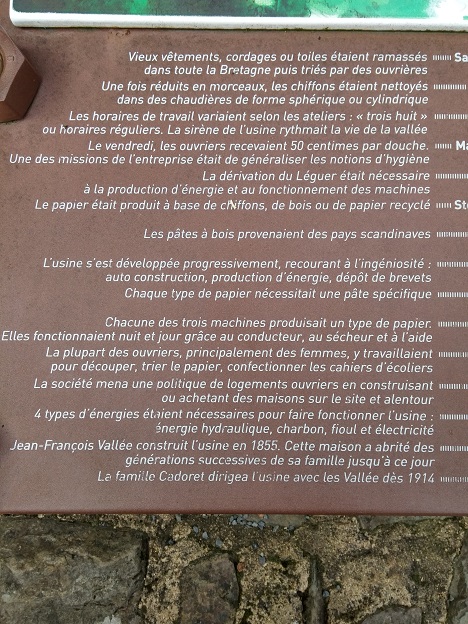 Vieux vêtements, cordages ou toiles étaient ramassés Sa
dans toute la Bretagne puis triés par des ouvrières
Une fois réduits en morceaux, les chiffons étaient nettoyés
dans des chaudières de forme sphérique ou cylindrique
Les horaires de travail variaient selon les ateliers : « trois huit »
ou horaires réguliers. La sirène de l'usine rythmait la vie de la vallée
Le vendredi, les ouvriers recevaient 50 centimes par douche. Ma
Une des missions de l'entreprise était de généraliser les notions d'hygiène
La dérivation du Léguer était nécessaire
à la production d'énergie et au fonctionnement des machines
Le papier était produit à base de chiffons, de bois ou de papier recyclé Sto
Les pâtes à bois provenaient des pays scandinaves
L'usine s'est développée progressivement, recourant à l'ingéniosité :
auto construction, production d'énergie, dépôt de brevets
Chaque type de papier nécessitait une pâte spécifique
Chacune des trois machines produisait un type de papier.
Elles fonctionnaient nuit et jour grâce au conducteur, au sécheur et à l'aide
La plupart des ouvriers, principalement des femmes, y travaillaient
pour découper, trier le papier, confectionner les cahiers d'écoliers
La société mena une politique de logements ouvriers en construisant
ou achetant des maisons sur le site et alentour
4 types d'énergies étaient nécessaires pour faire fonctionner l'usine :
énergie hydraulique, charbon, fioul et électricité
Jean-François Vallée construit l'usine en 1855. Cette maison a abrité des
générations successives de sa famille jusqu'à ce jour
La famille Cadoret dirigea l'usine avec les Vallée dès 1914